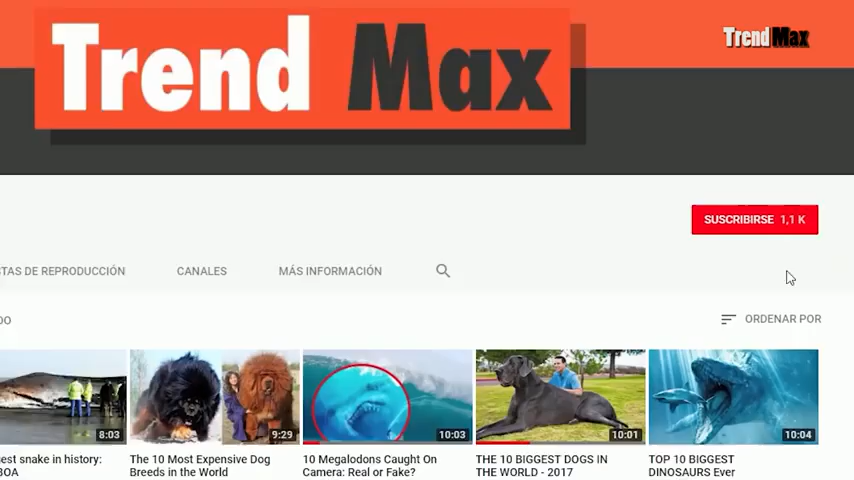 Trend Max
TrendMax
SUSCRIBIRSE 1,1 K
TAS DE REPRODUCCIÓN
CANALES
MÁS INFORMACIÓN
DO
ORDENAR POR
8:03
9:29
10:03
10:01
10:04
est snake in history:
BOA
The 10 Most Expensive Dog
Breeds in the World
10 Megalodons Caught On
Camera: Real or Fake?
THE 10 BIGGEST DOGS IN
THE WORLD - 2017
TOP 10 BIGGEST
DINOSAURS Ever